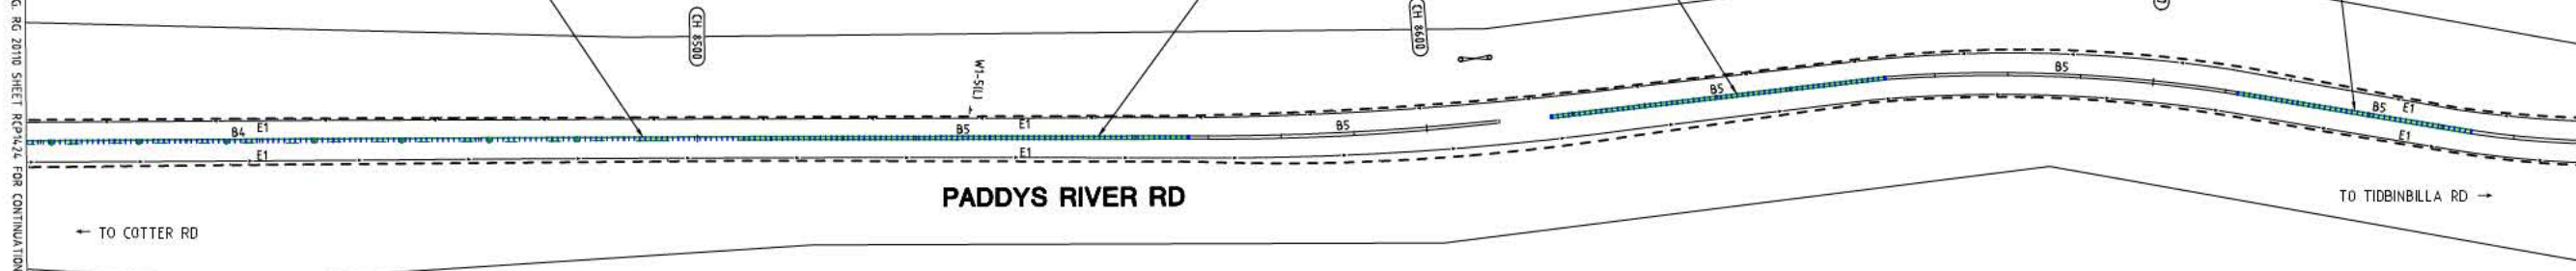 G. RG 20110 SHEET RCP1424 FOR CONTINUATION
CH 8500
CH 8600
W1-5(L)
B4
E1
E1
B5
E1
E1
B5
B5
B5
B5
E1
E1
PADDYS RIVER RD
← TO COTTER RD
TO TIDBINBILLA RD →